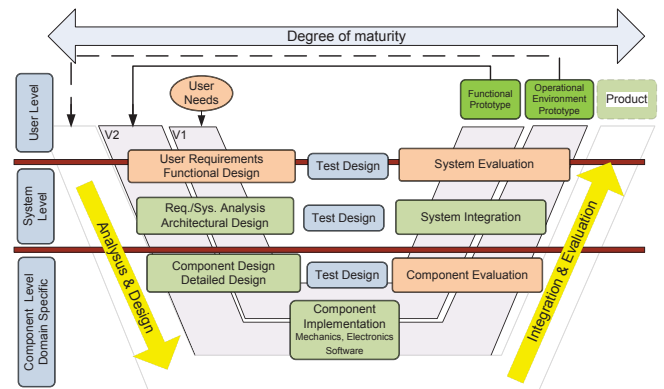 Degree of maturity
User Level
User
Needs
Functional
Prototype
Operational
Environment
Prototype
Product
V2
V1
User Requirements
Functional Design
Test Design
System Evaluation
System
Level
Req./Sys. Analysis
Architectural Design
Test Design
System Integration
Analysis & Design
Integration & Evaluation
Component Level
Domain Specific
Component Design
Detailed Design
Test Design
Component Evaluation
Component
Implementation
Mechanics, Electronics
Software